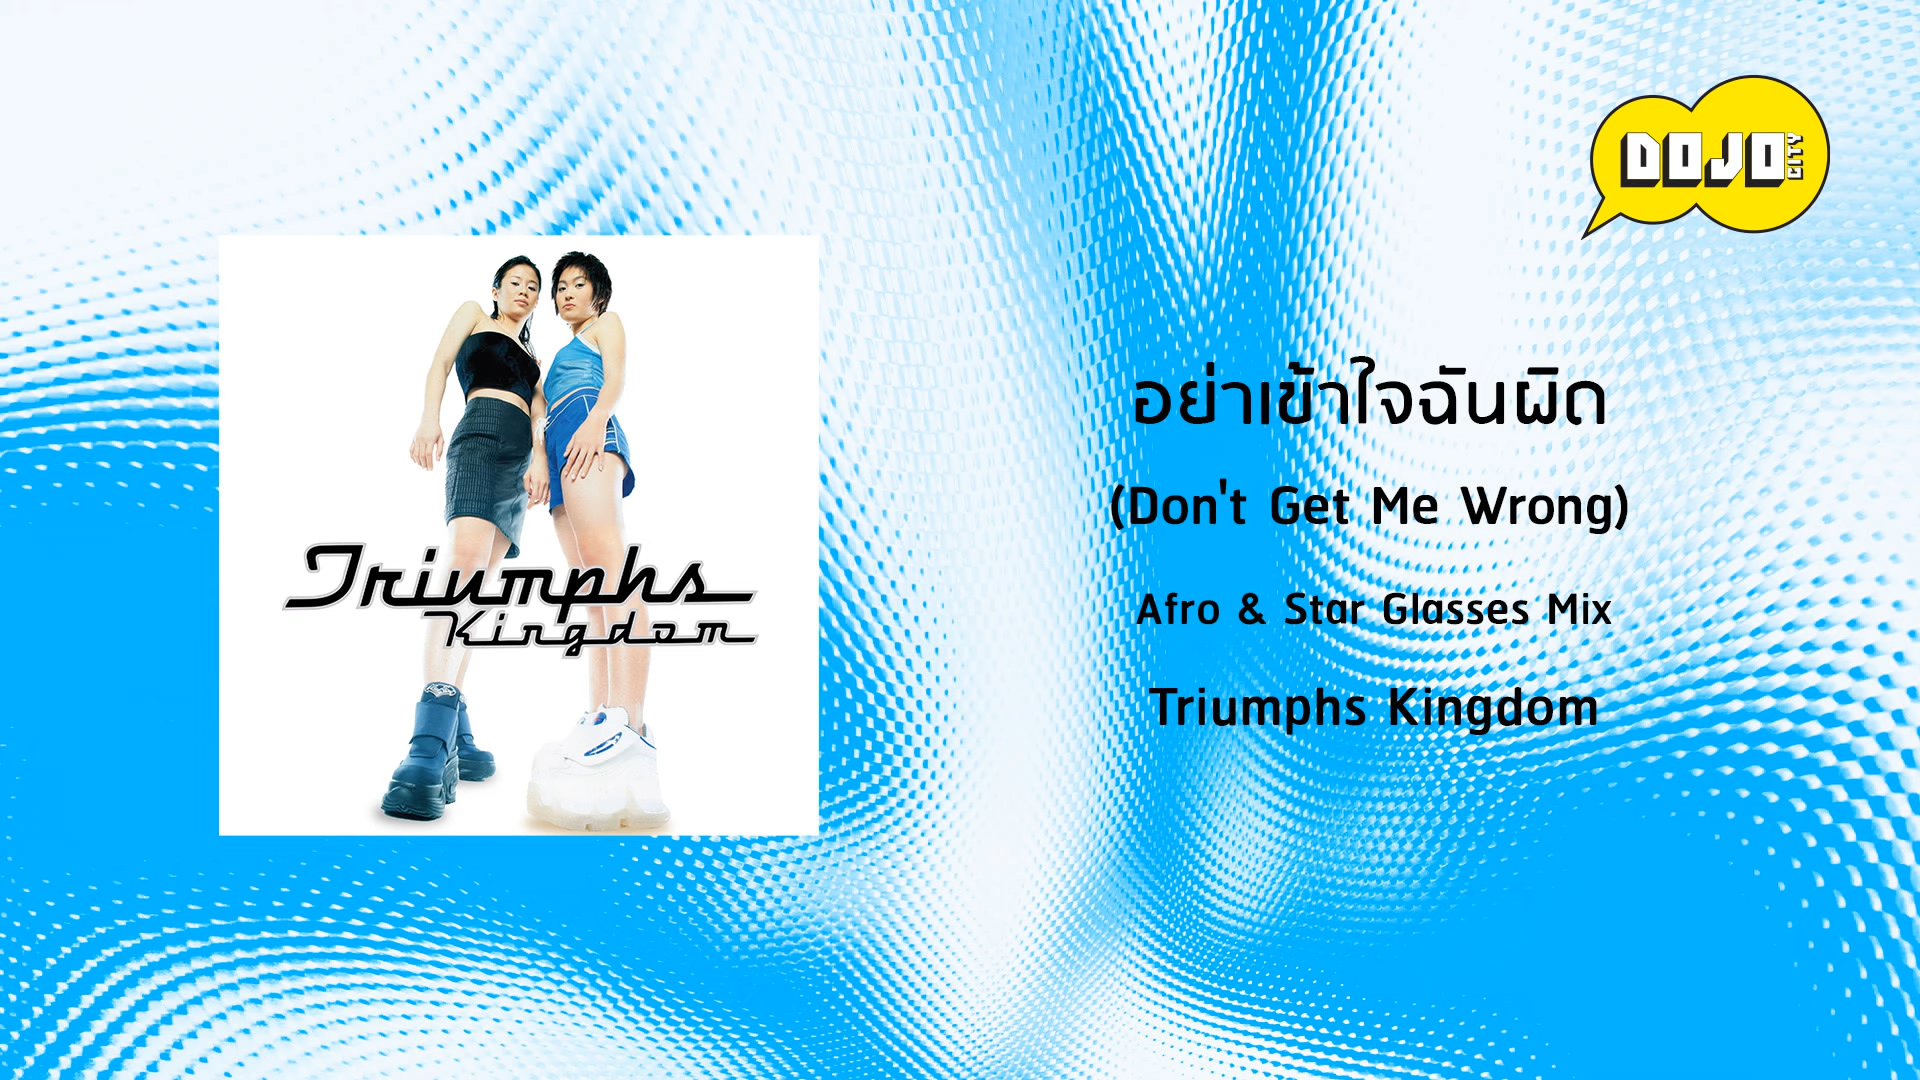 DOJO CITY
Triumphs
Kingdom
อย่าเข้าใจฉันผิด
(Don't Get Me Wrong)
Afro & Star Glasses Mix
Triumphs Kingdom